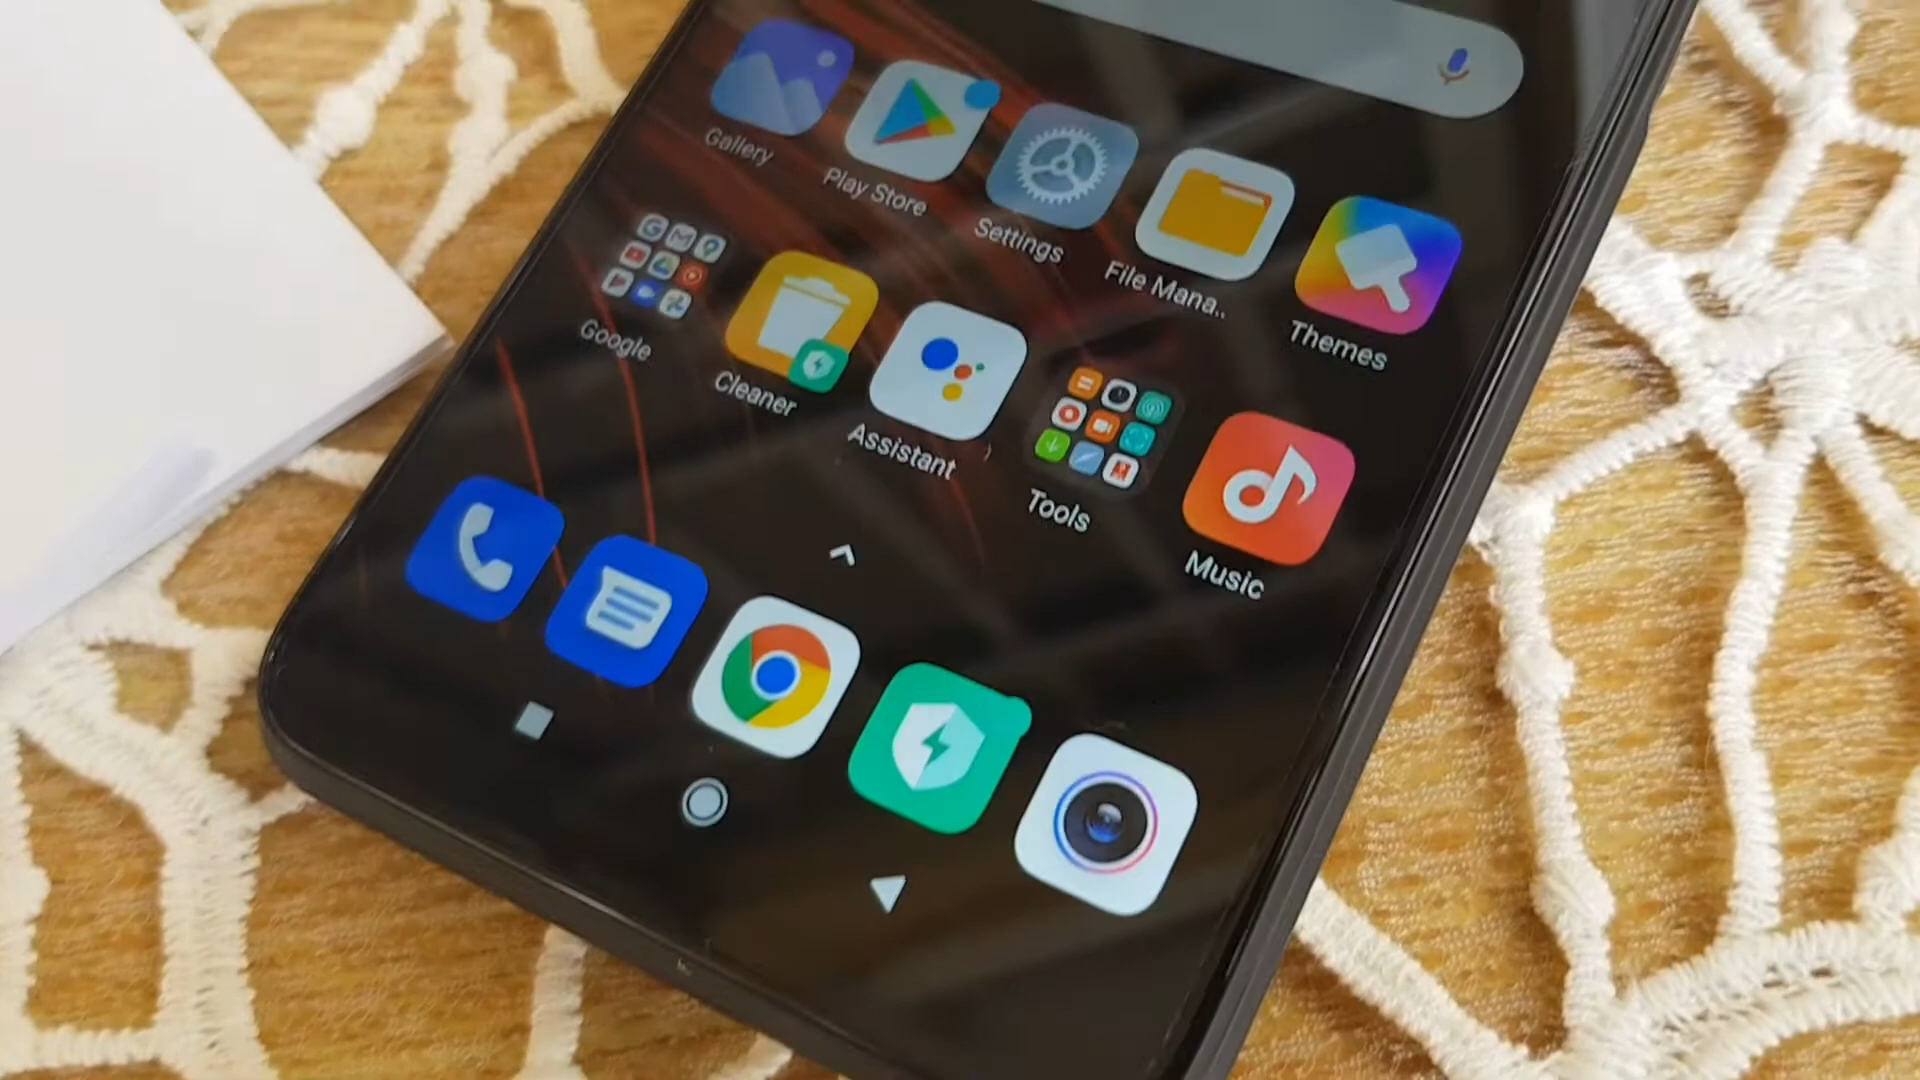 Gallery
Play Store
Settings
File Mana..
Themes
Google
Cleaner
Assistant
Tools
Music